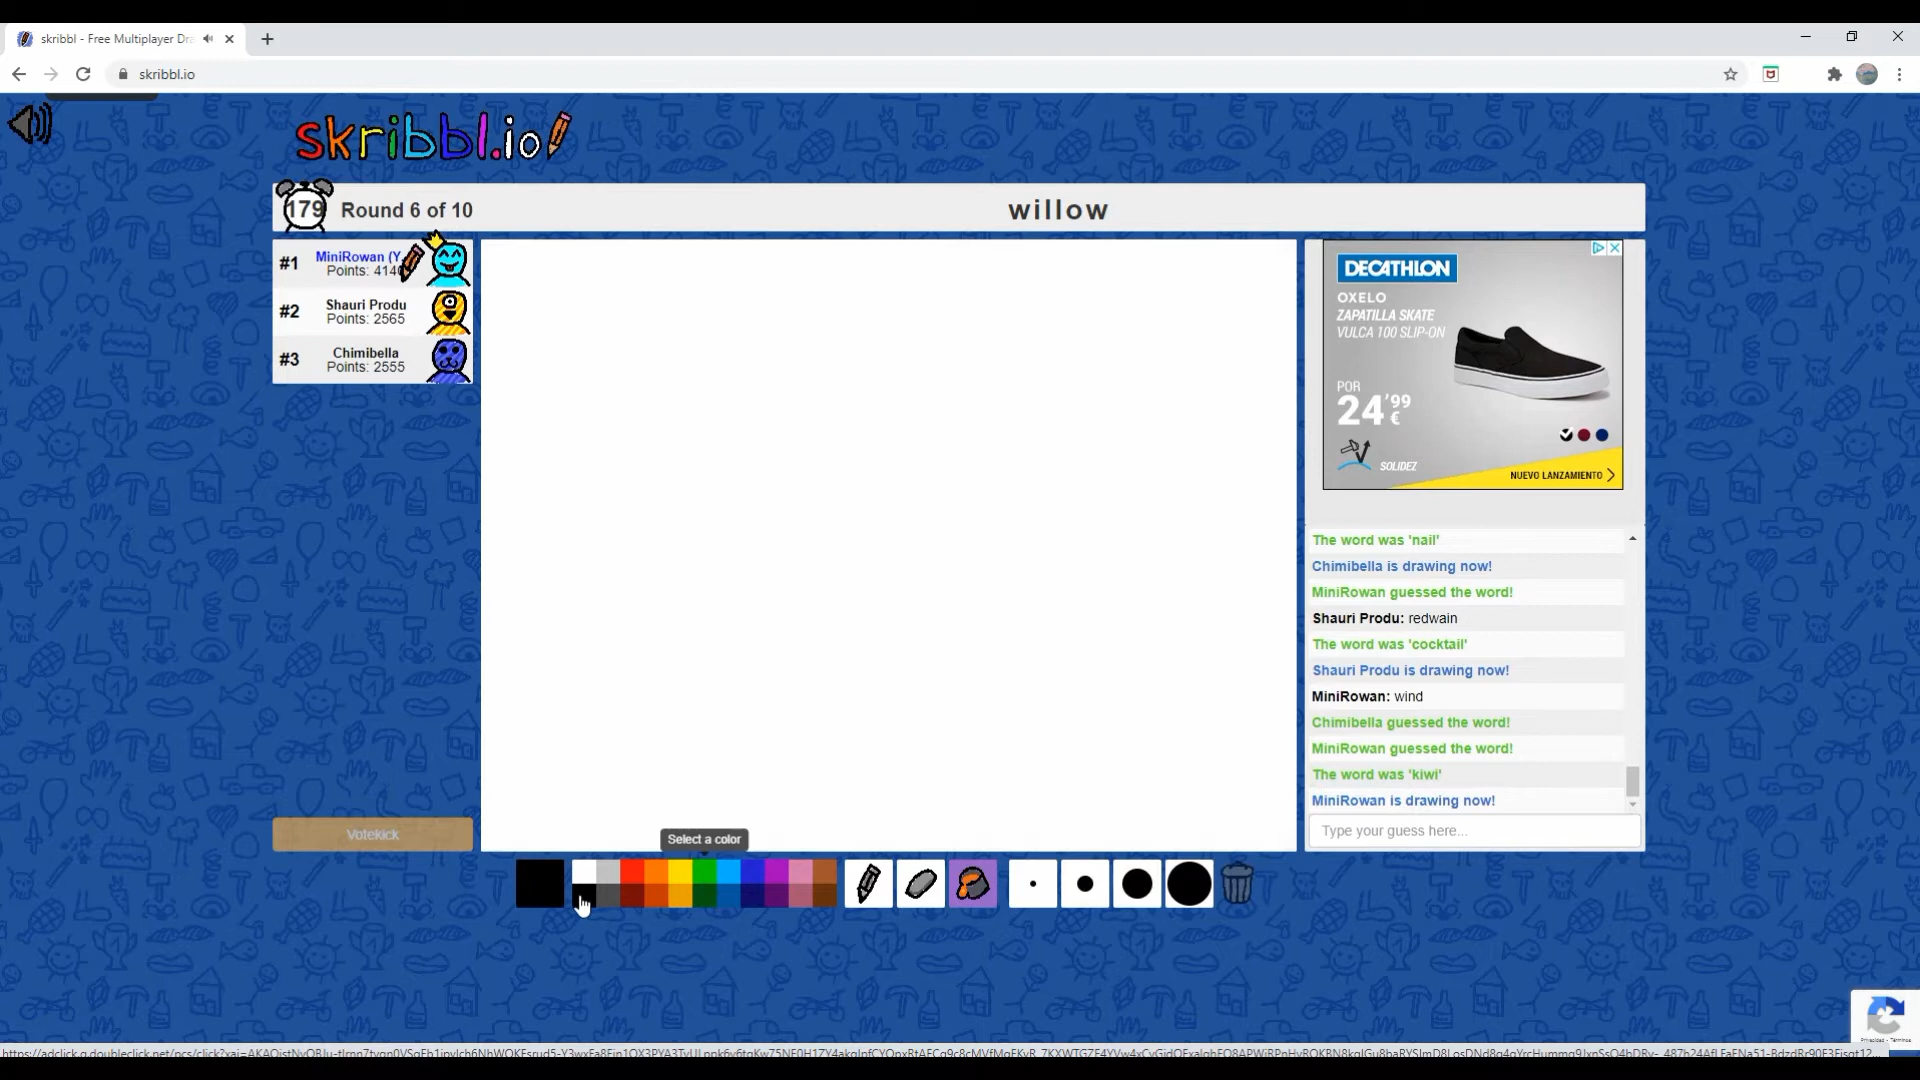 skribbl - Free Multiplayer Dra
skribbl.io
skribbl.io
179
Round 6 of 10
willow
#1
MiniRowan (Y
Points: 4140
#2
Shauri Produ
Points: 2565
#3
Chimibella
Points: 2555
Votekick
DECATHLON
OXELO
ZAPATILLA SKATE
VULCA 100 SLIP-ON
POR
24'99
€
SOLIDEZ
NUEVO LANZAMIENTO
The word was 'nail'
Chimibella is drawing now!
MiniRowan guessed the word!
Shauri Produ: redwain
The word was 'cocktail'
Shauri Produ is drawing now!
MiniRowan: wind
Chimibella guessed the word!
MiniRowan guessed the word!
The word was 'kiwi'
MiniRowan is drawing now!
Type your guess here...
Select a color
Privacidad - Términos